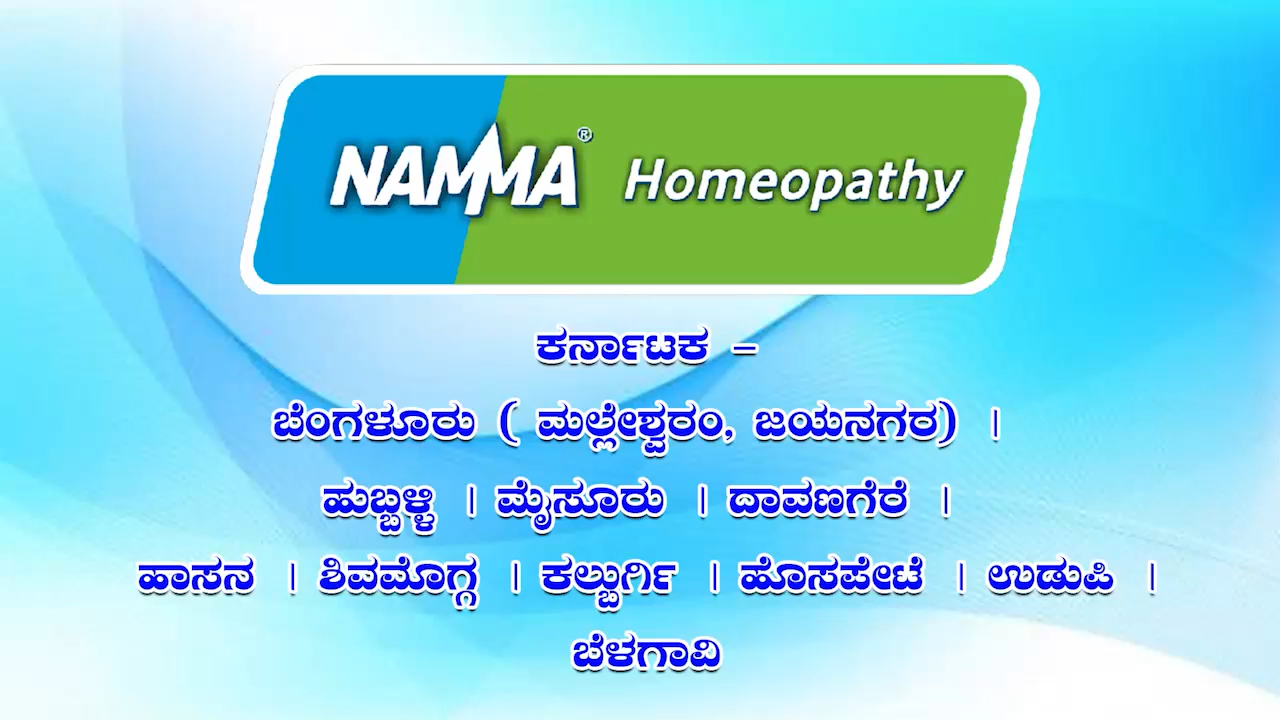 NAMMA® Homeopathy
ಕರ್ನಾಟಕ –
ಬೆಂಗಳೂರು ( ಮಲ್ಲೇಶ್ವರಂ, ಜಯನಗರ) |
ಹುಬ್ಬಳ್ಳಿ | ಮೈಸೂರು | ದಾವಣಗೆರೆ |
ಹಾಸನ | ಶಿವಮೊಗ್ಗ | ಕಲ್ಬುರ್ಗಿ | ಹೊಸಪೇಟೆ | ಉಡುಪಿ |
ಬೆಳಗಾವಿ